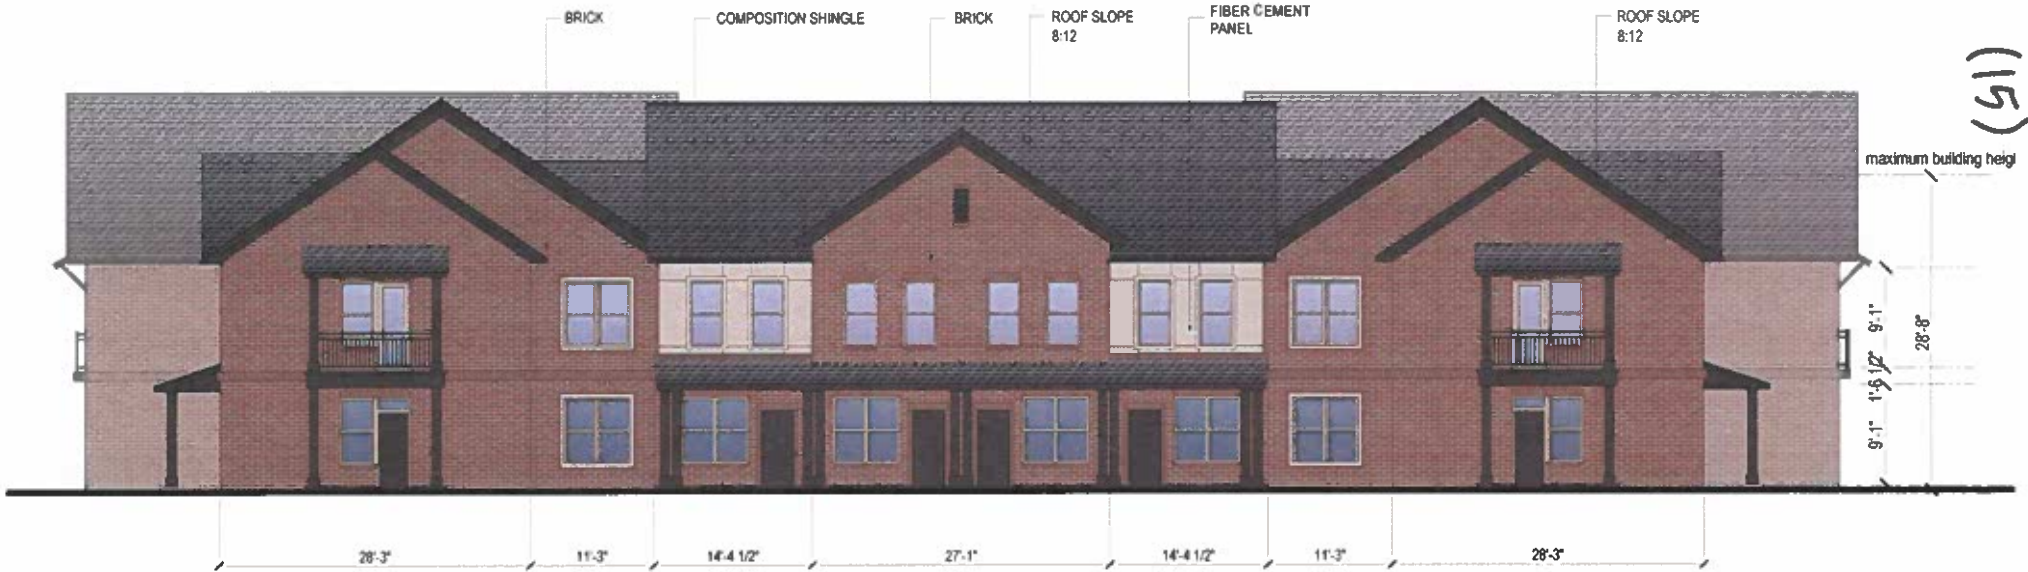 BRICK
COMPOSITION SHINGLE
BRICK
ROOF SLOPE
8:12
FIBER CEMENT
PANEL
ROOF SLOPE
8:12
(15)
maximum building heigl
9'-1"
1'-6 1/2"
9'-1"
28'-8"
28'-3"
11'-3"
14'-4 1/2"
27'-1"
14'-4 1/2"
11'-3"
28'-3"